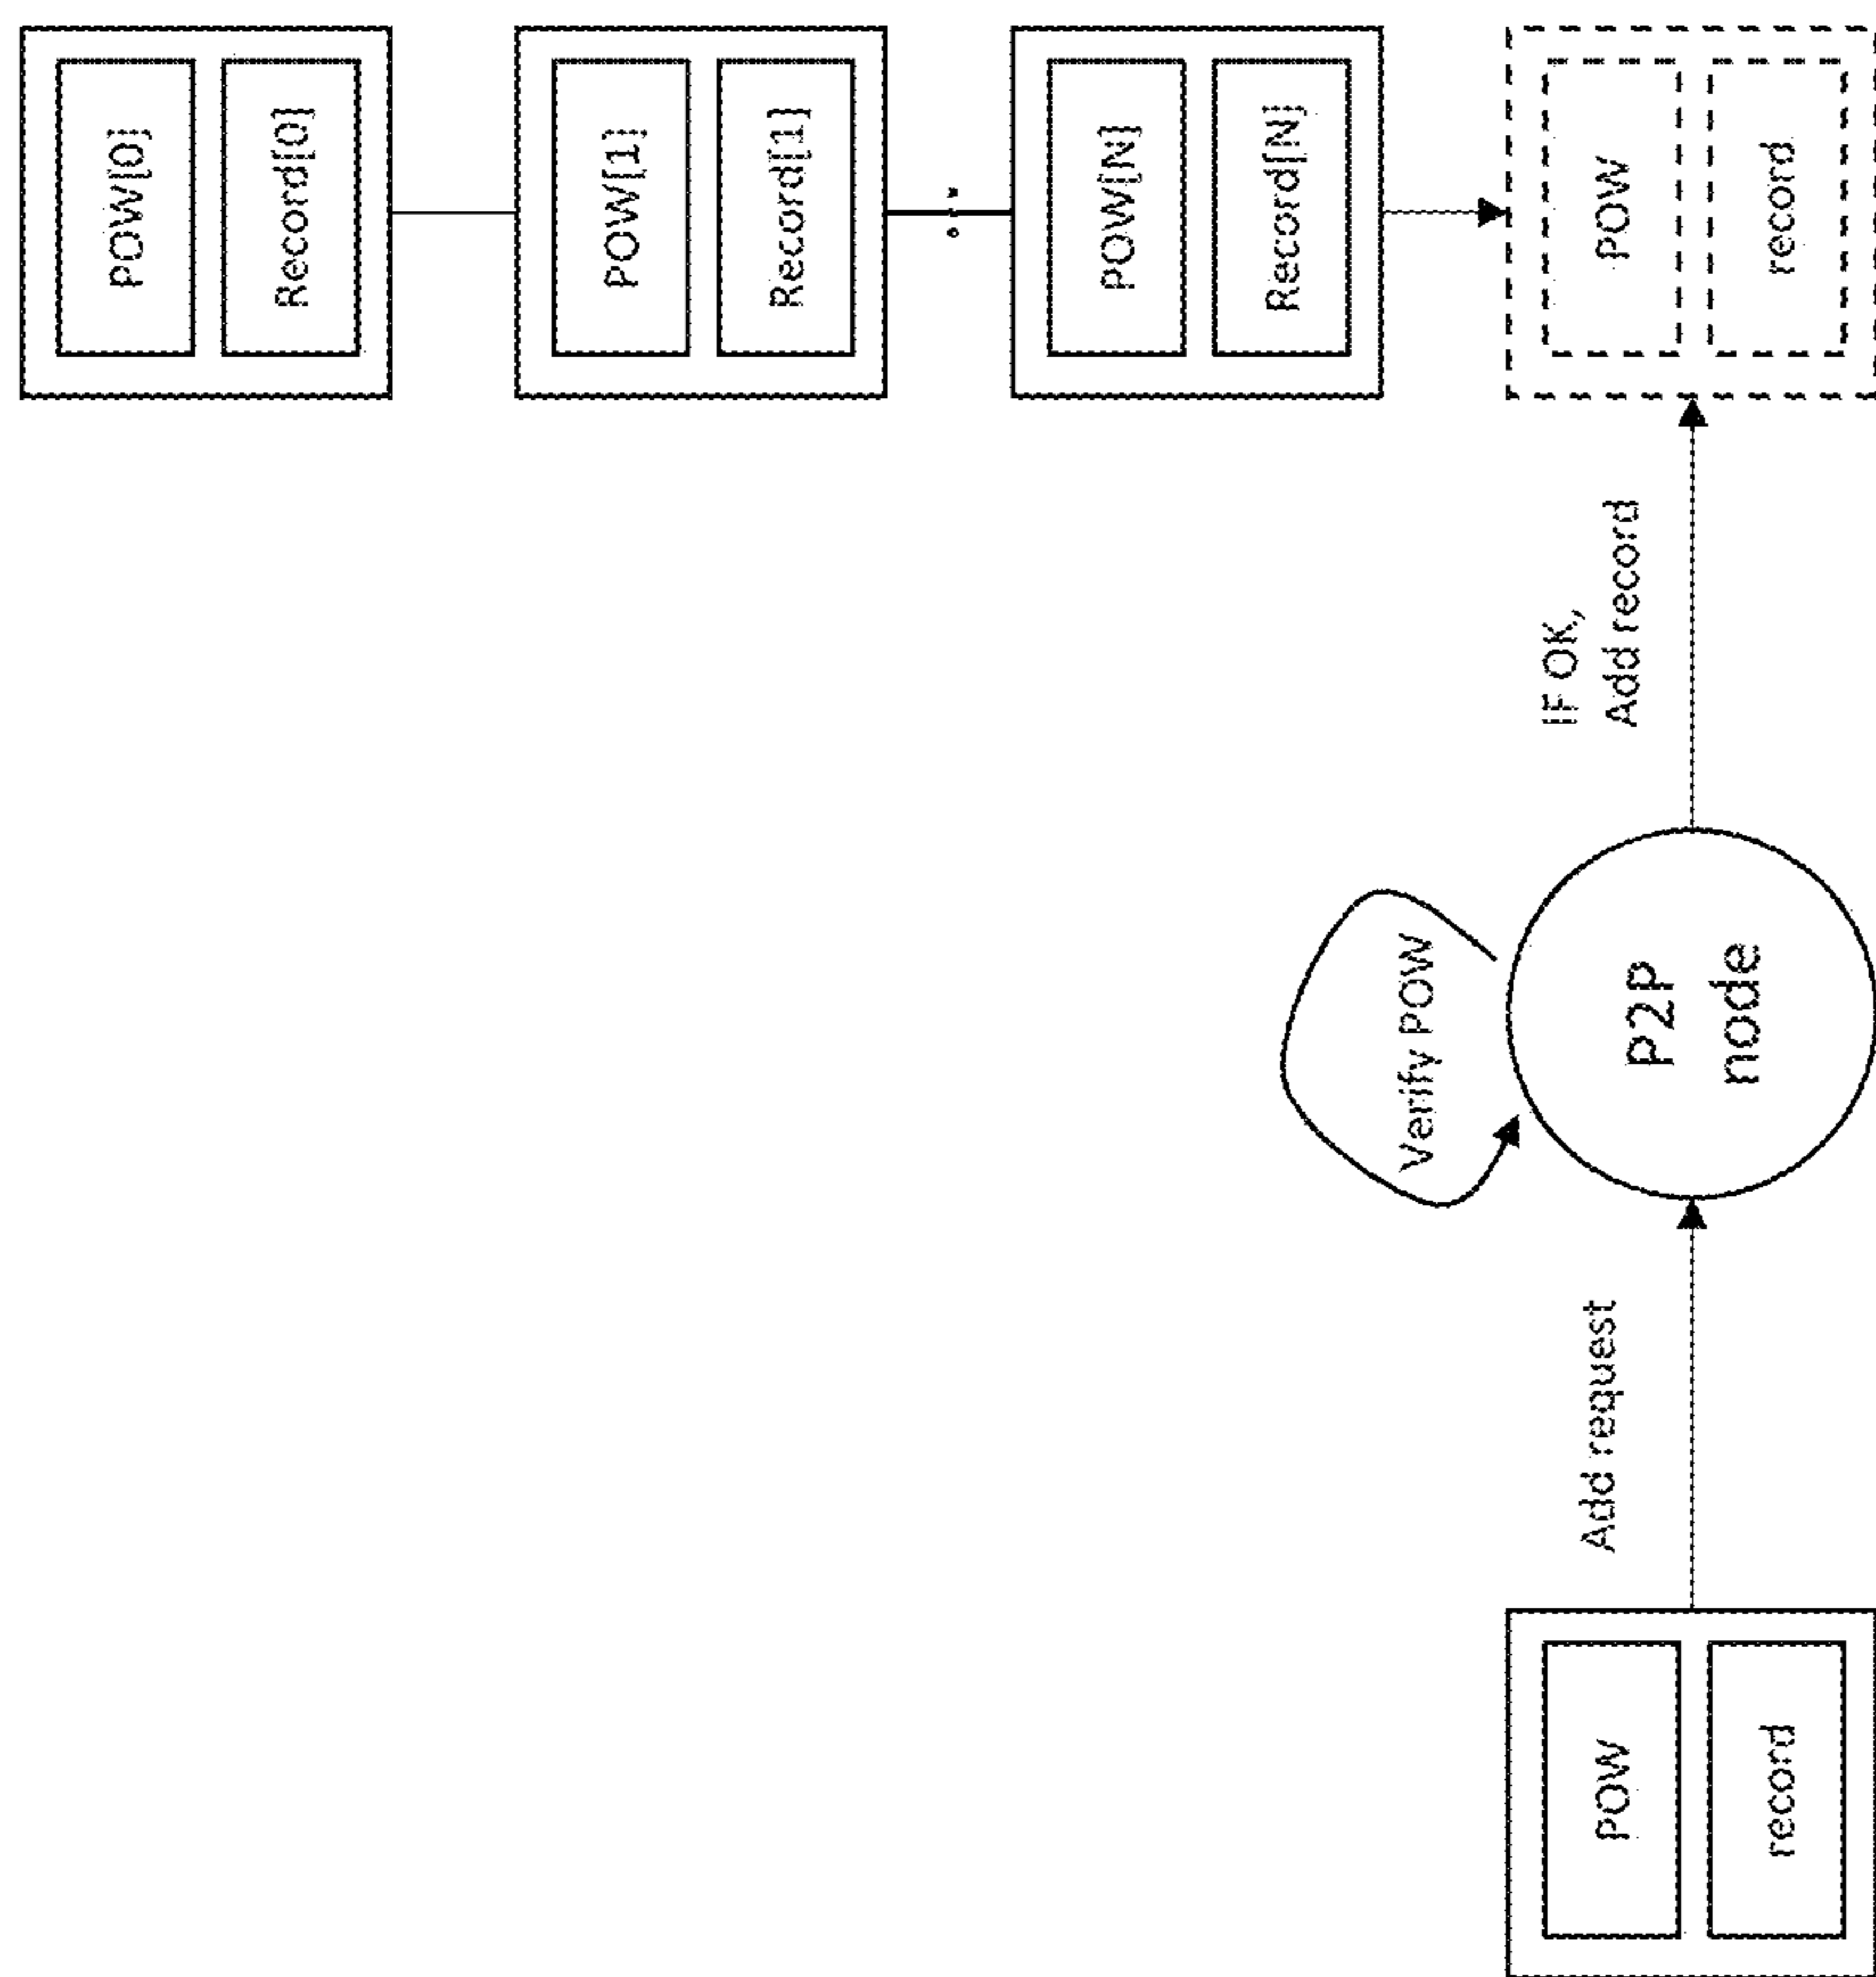 POW[0]
Record[0]
POW[1]
Record[1]
POW[N]
Record[N]
POW
record
IF OK,
Add record
Verify POW
P2P
node
Add request
POW
record